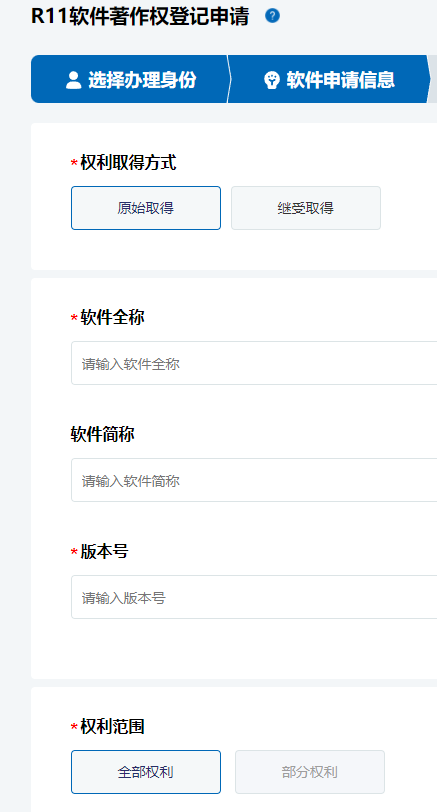 R11软件著作权登记申请 ?
选择办理身份 软件申请信息
*权利取得方式
原始取得 继受取得
*软件全称
请输入软件全称
软件简称
请输入软件简称
*版本号
请输入版本号
*权利范围
全部权利 部分权利